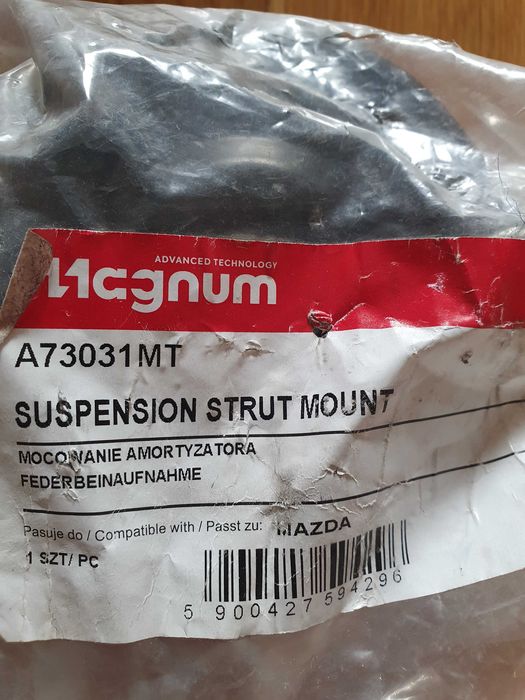 ADVANCED TECHNOLOGY
Magnum
A73031MT
SUSPENSION STRUT MOUNT
MOCOWANIE AMORTYZATORA
FEDERBEINAUFNAHME
Pasuje do / Compatible with / Passt zu: MAZDA
1 SZT/ PC
5 900427 594296